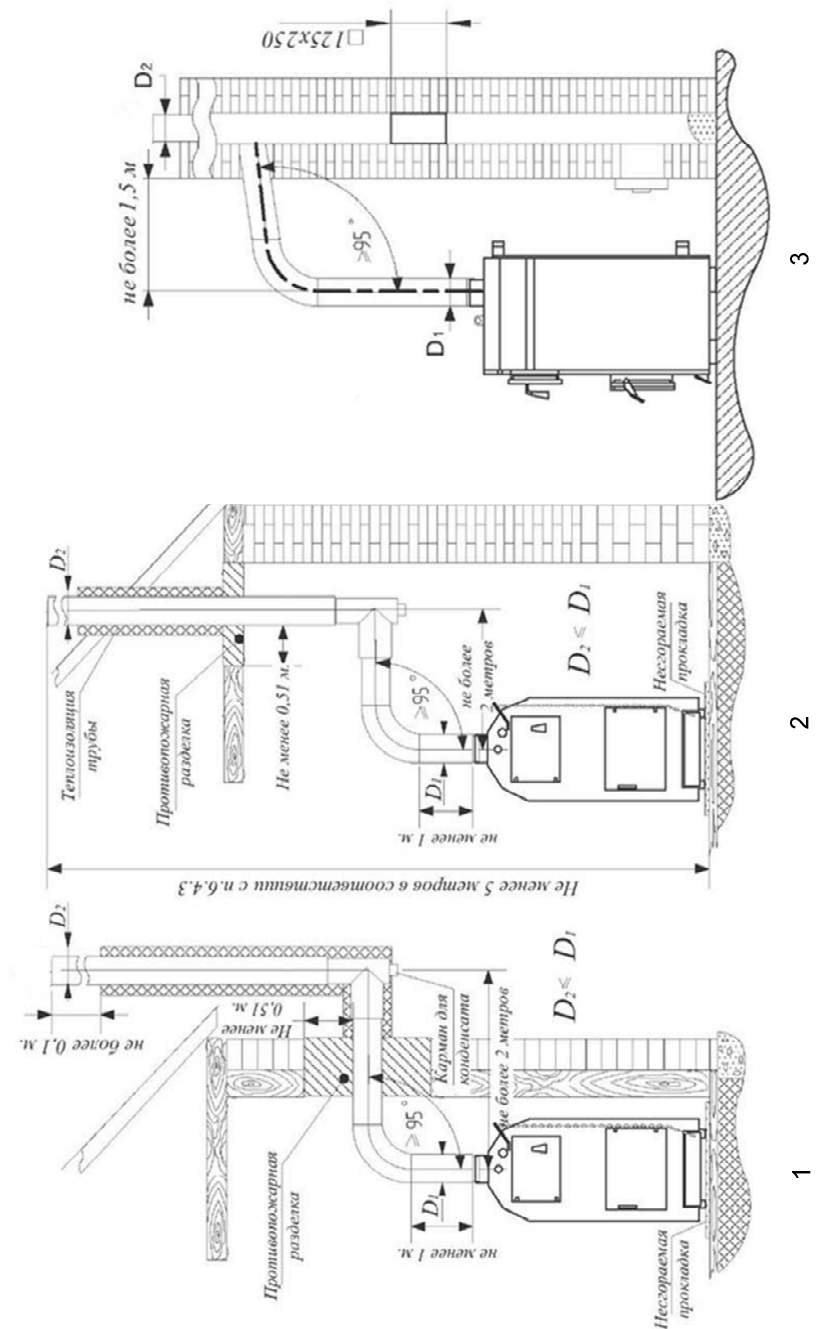 не более 0,1 м.
D₂
Не менее
0,51 м.
Противопожарная
разделка
⩾ 95°
Карман для
конденсата
D₁
не менее 1 м.
не более 2 метров
D₂ ⩽ D₁
Несгораемая
прокладка
1
D₂
Теплоизоляция
трубы
Противопожарная
разделка
Не менее 0,51 м.
Не менее 5 метров в соответствии с п.6.4.3
⩾95°
не более
2 метров
D₁
не менее 1 м.
D₂ ⩽ D₁
Несгораемая
прокладка
2
D₂
□125x250
не более 1,5 м
⩾95°
D₁
3